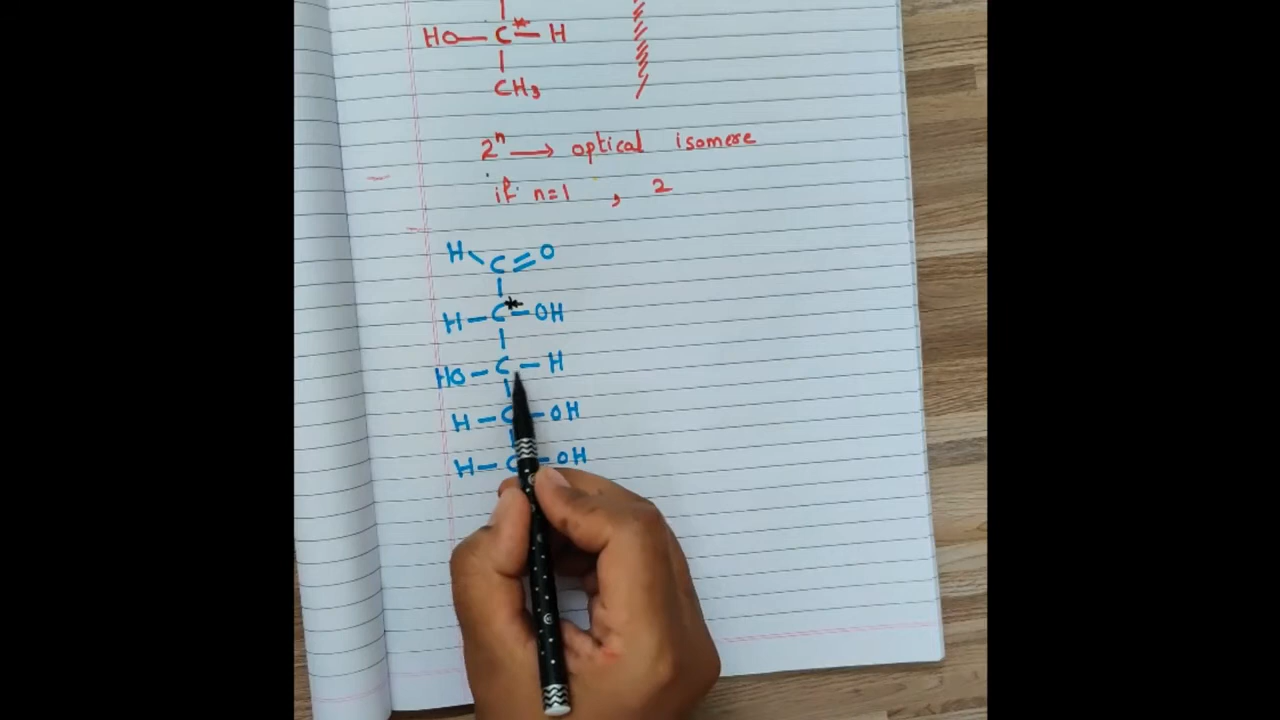 HO—C*—H
CH₃
2ⁿ → optical isomere
if n=1 , 2
H C=O
H—C*—OH
HO—C—H
H—C—OH
H—C—OH